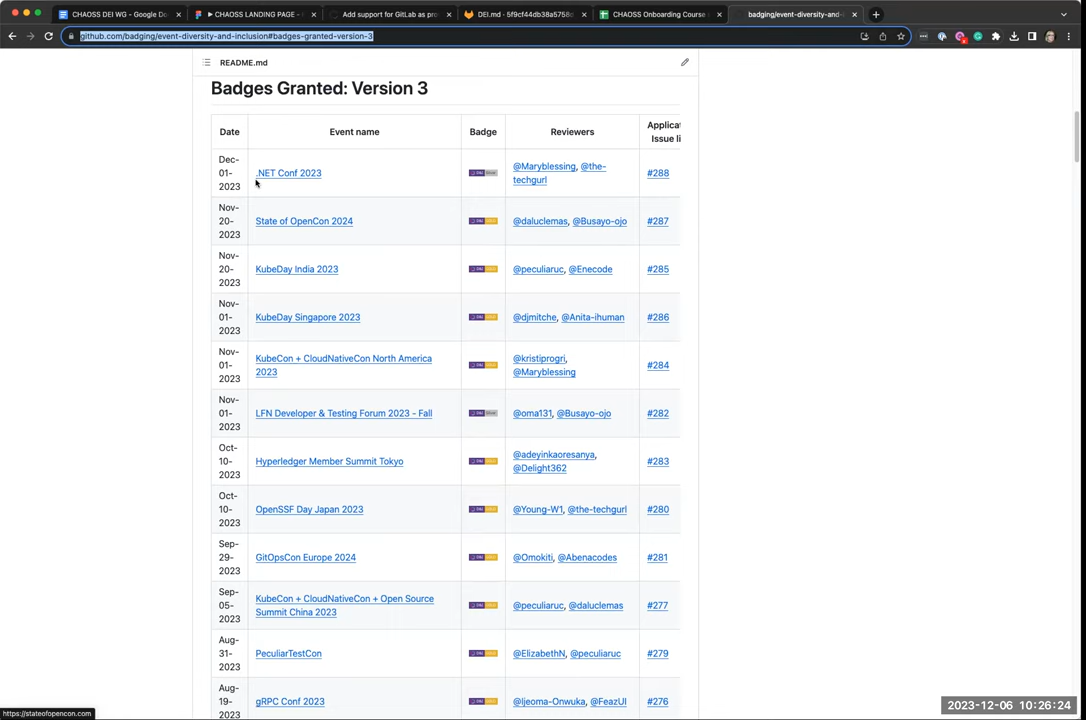 CHAOSS DEI WG - Google Do
▶ CHAOSS LANDING PAGE -
Add support for GitLab as pro
DEI.md · 5f9cf44db38a5758
CHAOSS Onboarding Course
badging/event-diversity-and-
github.com/badging/event-diversity-and-inclusion#badges-granted-version-3
README.md
Badges Granted: Version 3
Date Event name Badge Reviewers Applicat
Issue li
Dec-
01-
2023
.NET Conf 2023
@Maryblessing, @the-
techgurl
#288
Nov-
20-
2023
State of OpenCon 2024
@daluclemas, @Busayo-ojo
#287
Nov-
20-
2023
KubeDay India 2023
@peculiaruc, @Enecode
#285
Nov-
01-
2023
KubeDay Singapore 2023
@djmitche, @Anita-ihuman
#286
Nov-
01-
2023
KubeCon + CloudNativeCon North America
2023
@kristiprogri,
@Maryblessing
#284
Nov-
01-
2023
LFN Developer & Testing Forum 2023 - Fall
@oma131, @Busayo-ojo
#282
Oct-
10-
2023
Hyperledger Member Summit Tokyo
@adeyinkaoresanya,
@Delight362
#283
Oct-
10-
2023
OpenSSF Day Japan 2023
@Young-W1, @the-techgurl
#280
Sep-
29-
2023
GitOpsCon Europe 2024
@Omokiti, @Abenacodes
#281
Sep-
05-
2023
KubeCon + CloudNativeCon + Open Source
Summit China 2023
@peculiaruc, @daluclemas
#277
Aug-
31-
2023
PeculiarTestCon
@ElizabethN, @peculiaruc
#279
Aug-
19-
2023
gRPC Conf 2023
@Ijeoma-Onwuka, @FeazUI
#276
https://stateofopencon.com
2023-12-06 10:26:24